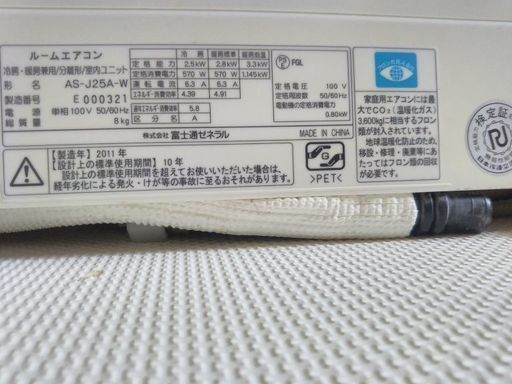 ルームエアコン
冷房・暖房兼用/分離形/室内ユニット
形名 AS-J25A-W
製造番号 E 000321
電源 単相100V 50/60Hz
質量 8kg
冷房 暖房標準 暖房低温
定格能力 2.5kW 2.8kW 3.3kW
定格消費電力 570 W 570 W 1,145kW
運転電流 6.3 A 6.3 A
エネルギー消費効率 4.39 4.91
通年エネルギー消費効率 5.8
区分名 A
PS E FGL
定格電圧 100 V
定格周波数 50/60Hz
電動機の定格消費電力
0.80kW
株式会社 富士通ゼネラル MADE IN CHINA
【製造年】2011年
【設計上の標準使用期間】10年
設計上の標準使用期間を超えてお使いいただいた場合は、
経年劣化による発火・けが等の事故に至るおそれがあります。
>PET<
家庭用エアコンには最
大でCO₂(温暖化ガス)
3,600kgに相当するフロン
類が封入されています。
地球温暖化防止のため、
移設・修理・廃棄等にあ
たってはフロン類の回収
が必要です。
検定証